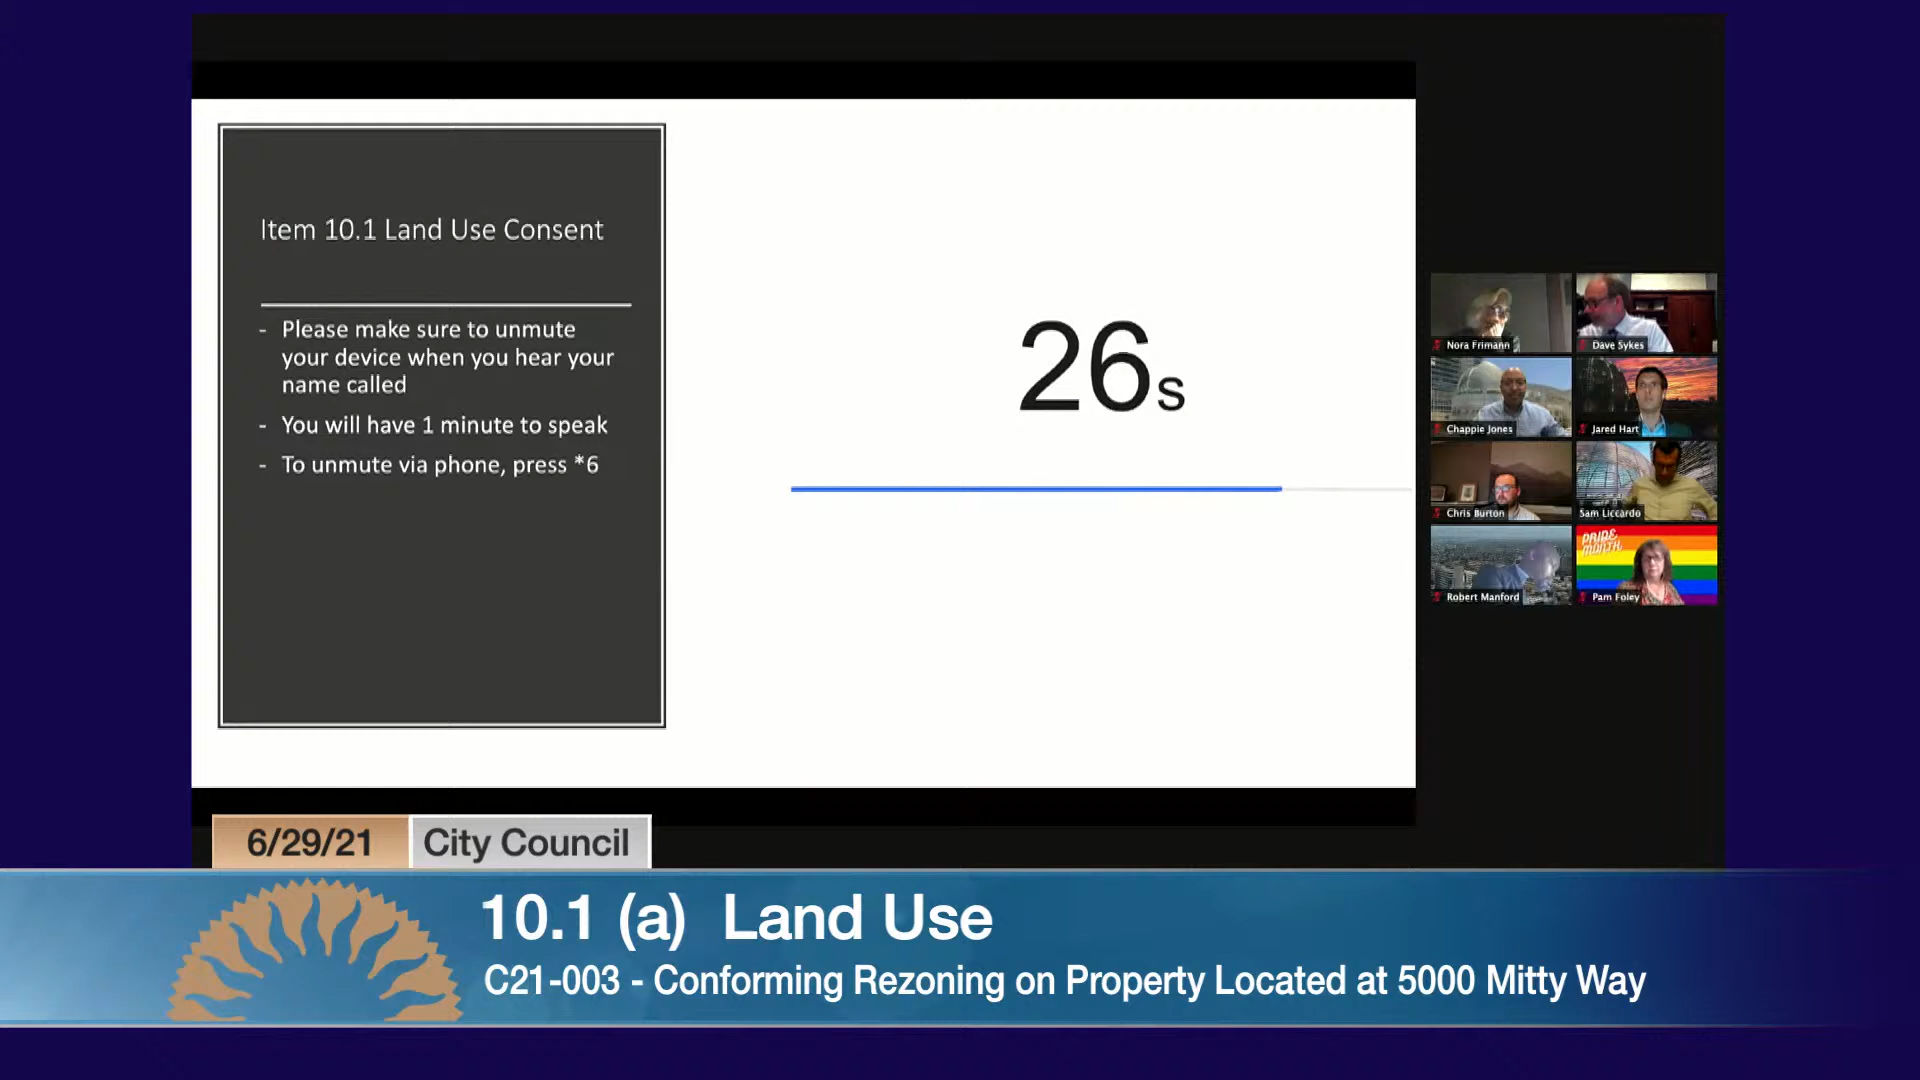 Item 10.1 Land Use Consent
- Please make sure to unmute
your device when you hear your
name called
- You will have 1 minute to speak
- To unmute via phone, press *6
26s
Nora Frimann
Dave Sykes
Chappie Jones
Jared Hart
Chris Burton
Sam Liccardo
PRIDE
MONTH
Robert Manford
Pam Foley
6/29/21
City Council
10.1 (a) Land Use
C21-003 - Conforming Rezoning on Property Located at 5000 Mitty Way